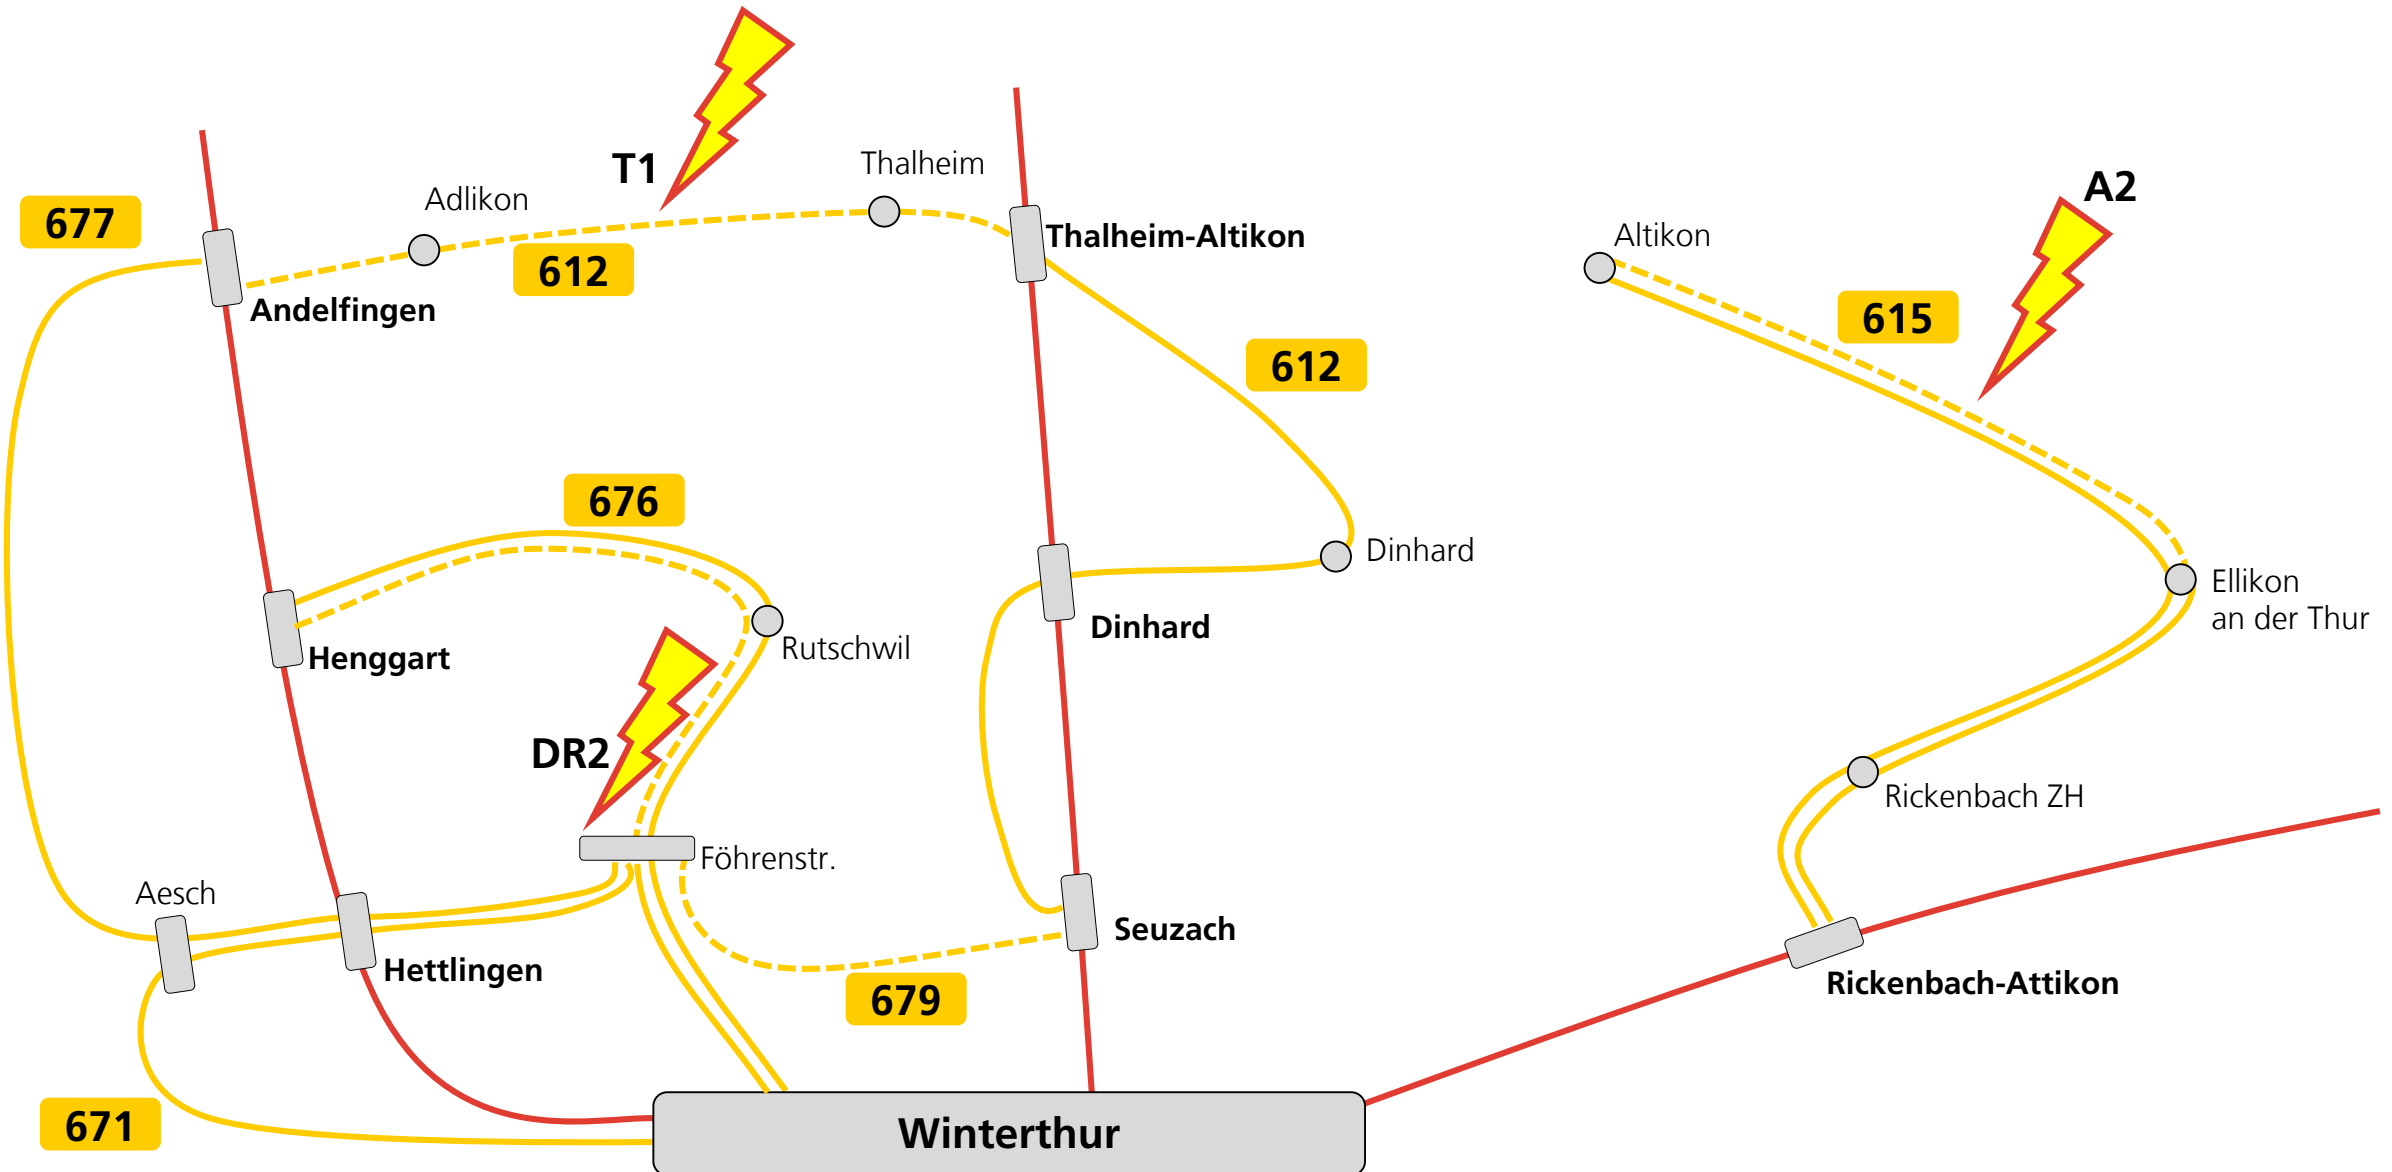 T1
Thalheim
A2
Adlikon
677
Thalheim-Altikon
Altikon
612
Andelfingen
615
612
676
Dinhard
Ellikon
an der Thur
Rutschwil
Dinhard
Henggart
DR2
Rickenbach ZH
Föhrenstr.
Aesch
Seuzach
Hettlingen
Rickenbach-Attikon
679
671
Winterthur